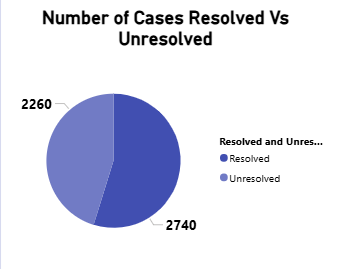 Number of Cases Resolved Vs
Unresolved
2260
Resolved and Unres...
Resolved
Unresolved
2740